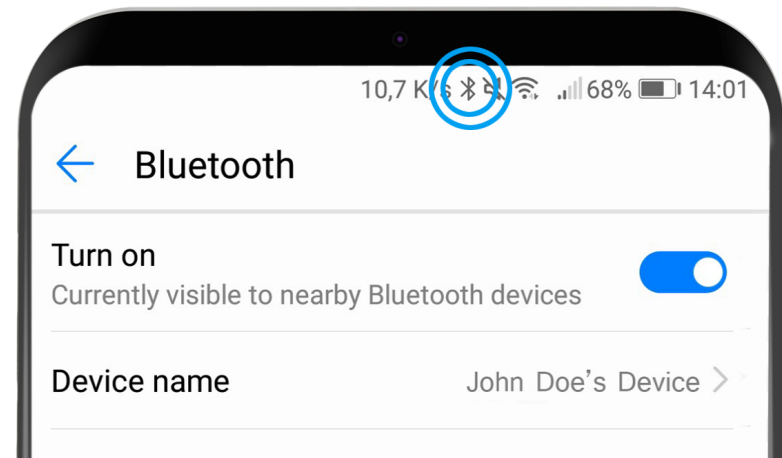 10,7 K/s 68% 14:01
Bluetooth
Turn on
Currently visible to nearby Bluetooth devices
Device name John Doe's Device